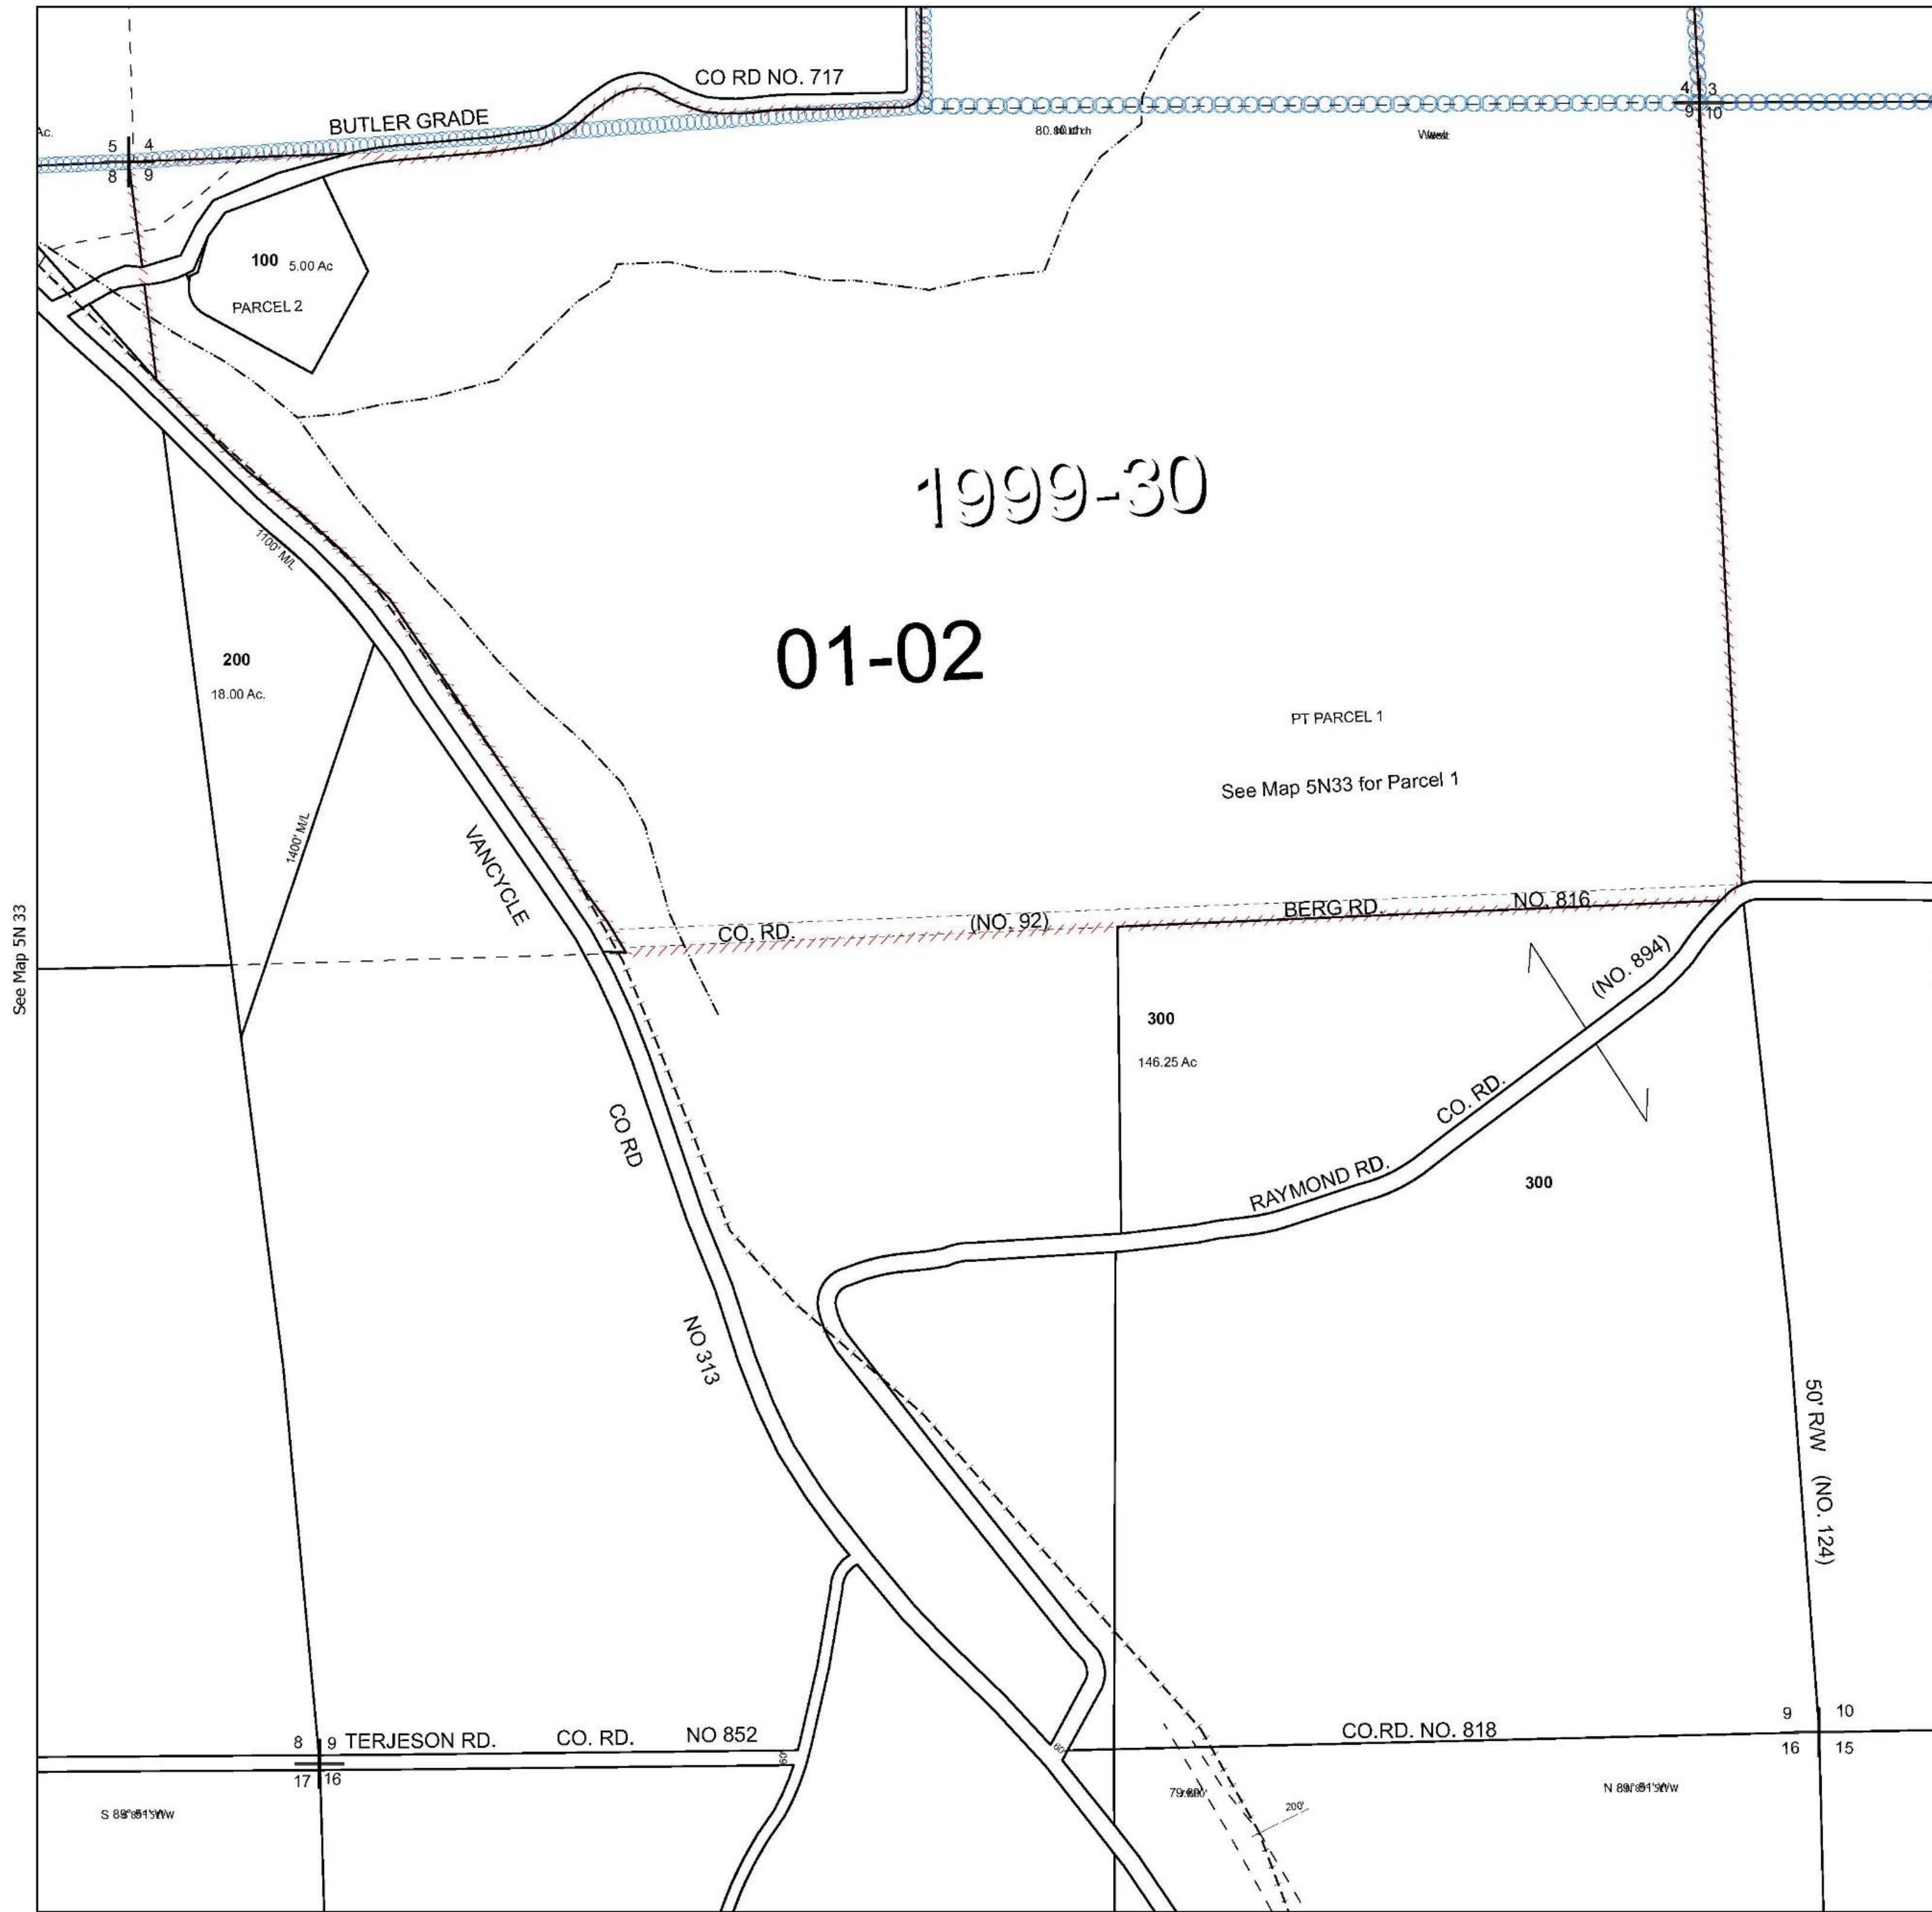 CO RD NO. 717
BUTLER GRADE
Ac.
5 4
8 9
4 3
9 10
100 5.00 Ac
PARCEL 2
1999-30
1100' M/L
01-02
200
18.00 Ac.
PT PARCEL 1
See Map 5N33 for Parcel 1
1400' M/L
VANCYCLE
See Map 5N 33
CO. RD. (NO. 92) BERG RD. NO. 816
(NO. 894)
300
146.25 Ac
CO. RD.
CO RD
RAYMOND RD.
300
NO 313
50' R/W (NO. 124)
8 9 TERJESON RD. CO. RD. NO 852
60'
60'
CO.RD. NO. 818
9 10
16 15
17 16
200'